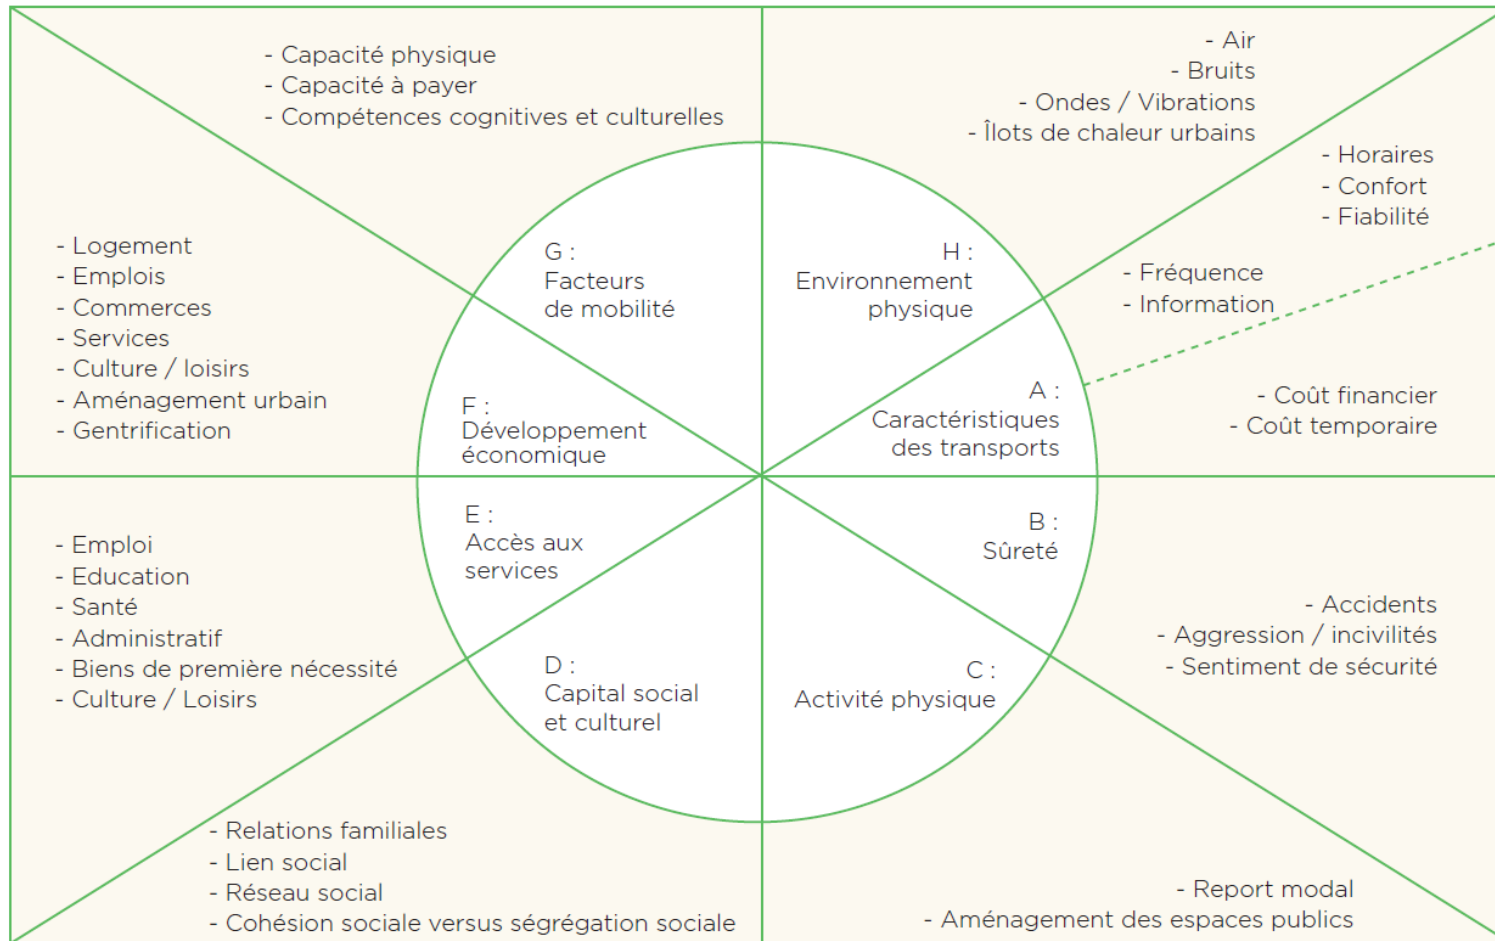 - Capacité physique
- Capacité à payer
- Compétences cognitives et culturelles
- Air
- Bruits
- Ondes / Vibrations
- Îlots de chaleur urbains
- Horaires
- Confort
- Fiabilité
- Fréquence
- Information
- Coût financier
- Coût temporaire
- Logement
- Emplois
- Commerces
- Services
- Culture / loisirs
- Aménagement urbain
- Gentrification
G :
Facteurs
de mobilité
H :
Environnement
physique
F :
Développement
économique
A :
Caractéristiques
des transports
E :
Accès aux
services
B :
Sûreté
D :
Capital social
et culturel
C :
Activité physique
- Emploi
- Education
- Santé
- Administratif
- Biens de première nécessité
- Culture / Loisirs
- Accidents
- Aggression / incivilités
- Sentiment de sécurité
- Relations familiales
- Lien social
- Réseau social
- Cohésion sociale versus ségrégation sociale
- Report modal
- Aménagement des espaces publics